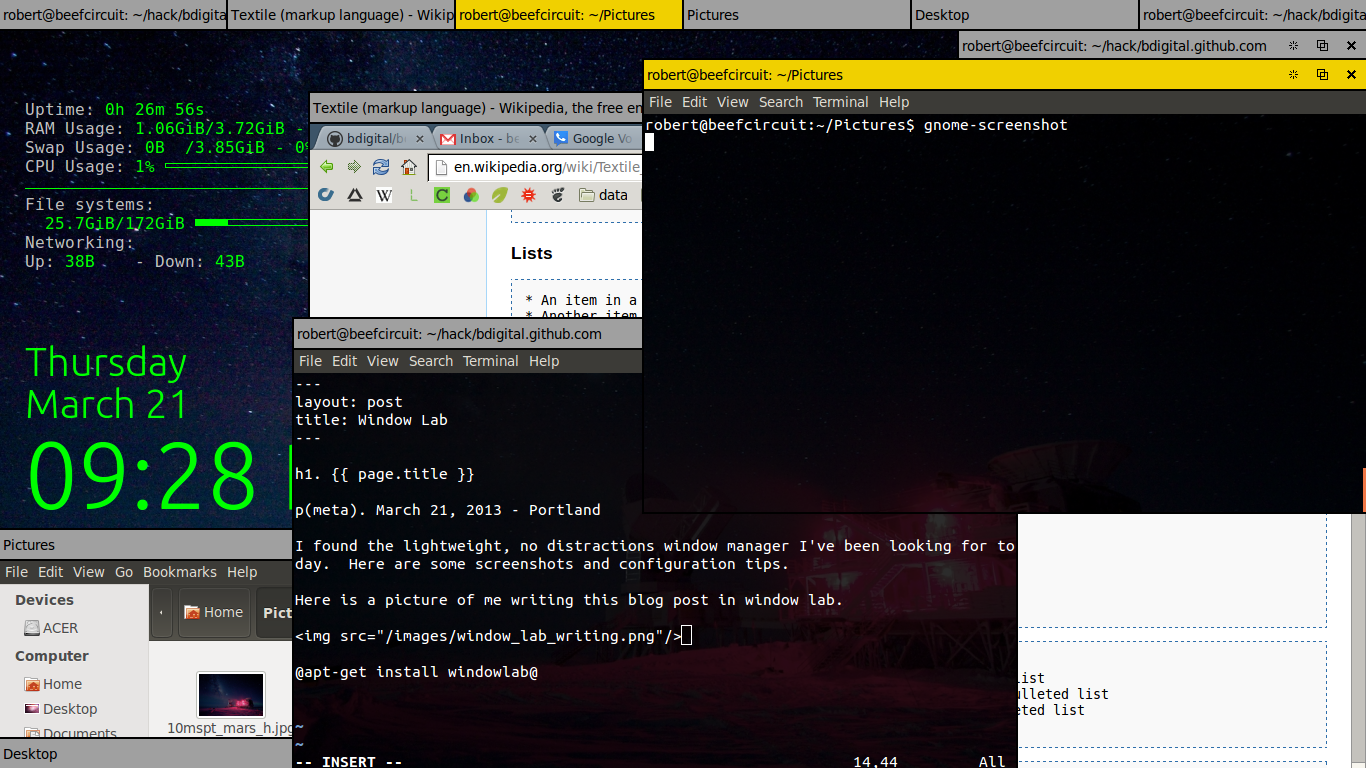 robert@beefcircuit: ~/hack/bdigita
Textile (markup language) - Wikip
robert@beefcircuit: ~/Pictures
Pictures
Desktop
robert@beefcircuit: ~/hack/bdigita
robert@beefcircuit: ~/hack/bdigital.github.com
robert@beefcircuit: ~/Pictures
File Edit View Search Terminal Help
robert@beefcircuit:~/Pictures$ gnome-screenshot
Uptime: 0h 26m 56s
RAM Usage: 1.06GiB/3.72GiB -
Swap Usage: 0B /3.85GiB - 0%
CPU Usage: 1%
File systems:
25.7GiB/172GiB
Networking:
Up: 38B - Down: 43B
Thursday
March 21
09:28
Textile (markup language) - Wikipedia, the free en
bdigital/b
Inbox - be
Google Vo
en.wikipedia.org/wiki/Textile_
W
L
C
data
Lists
* An item in a
* Another item
robert@beefcircuit: ~/hack/bdigital.github.com
File Edit View Search Terminal Help
---
layout: post
title: Window Lab
---
h1. {{ page.title }}
p(meta). March 21, 2013 - Portland
I found the lightweight, no distractions window manager I've been looking for to
day.  Here are some screenshots and configuration tips.
Here is a picture of me writing this blog post in window lab.
<img src="/images/window_lab_writing.png"/>
@apt-get install windowlab@
~
~
-- INSERT -- 14,44 All
ist
ulleted list
eted list
Pictures
File Edit View Go Bookmarks Help
Devices
ACER
Computer
Home
Desktop
Documents
Home
Pict
10mspt_mars_h.jpg
Desktop